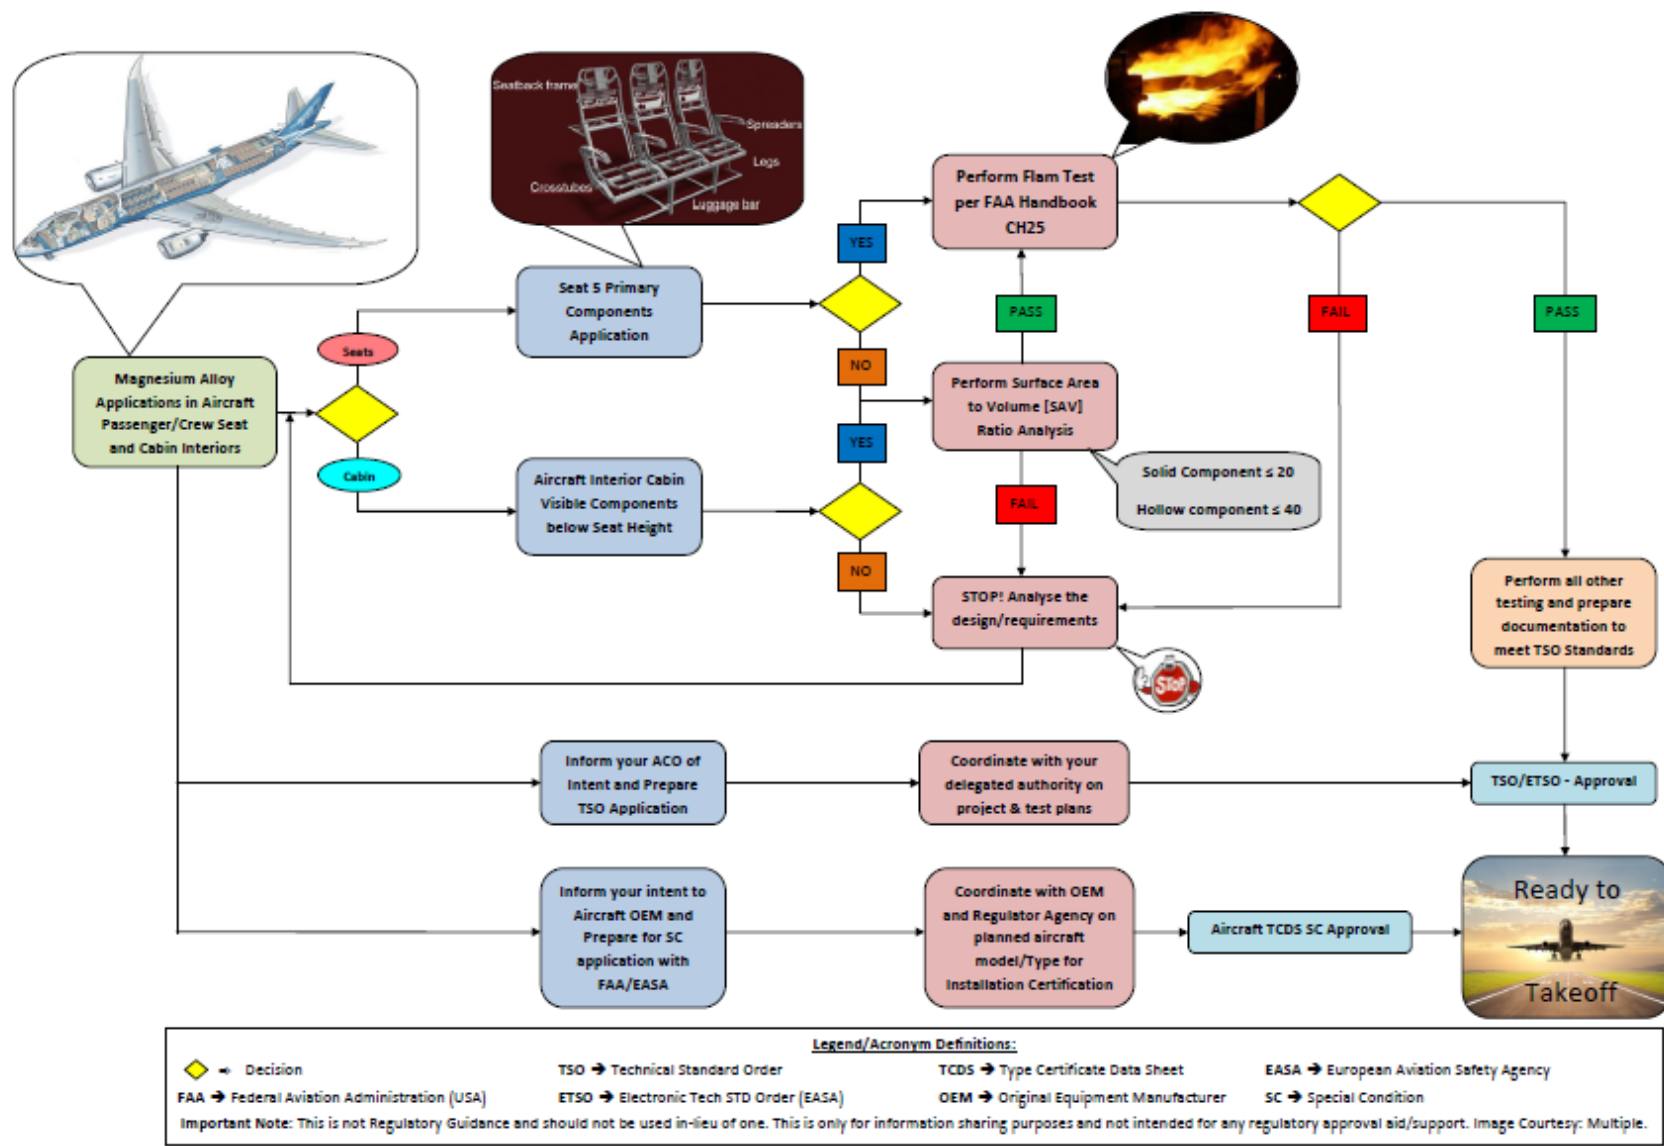 Seatback frame
Spreaders
Legs
Crosstubes
Luggage bar
Perform Flam Test
per FAA Handbook
CH25
YES
Seat 5 Primary
Components
Application
PASS
FAIL
PASS
Seats
NO
Magnesium Alloy
Applications in Aircraft
Passenger/Crew Seat
and Cabin Interiors
Perform Surface Area
to Volume [SAV]
Ratio Analysis
YES
Cabin
Aircraft Interior Cabin
Visible Components
below Seat Height
Solid Component ≤ 20
Hollow component ≤ 40
FAIL
NO
STOP! Analyse the
design/requirements
STOP
Perform all other
testing and prepare
documentation to
meet TSO Standards
Inform your ACO of
Intent and Prepare
TSO Application
Coordinate with your
delegated authority on
project & test plans
TSO/ETSO - Approval
Inform your intent to
Aircraft OEM and
Prepare for SC
application with
FAA/EASA
Coordinate with OEM
and Regulator Agency on
planned aircraft
model/Type for
Installation Certification
Aircraft TCDS SC Approval
Ready to
Takeoff
Legend/Acronym Definitions:
➔ Decision TSO ➔ Technical Standard Order TCDS ➔ Type Certificate Data Sheet EASA ➔ European Aviation Safety Agency
FAA ➔ Federal Aviation Administration (USA) ETSO ➔ Electronic Tech STD Order (EASA) OEM ➔ Original Equipment Manufacturer SC ➔ Special Condition
Important Note: This is not Regulatory Guidance and should not be used in-lieu of one. This is only for information sharing purposes and not intended for any regulatory approval aid/support. Image Courtesy: Multiple.